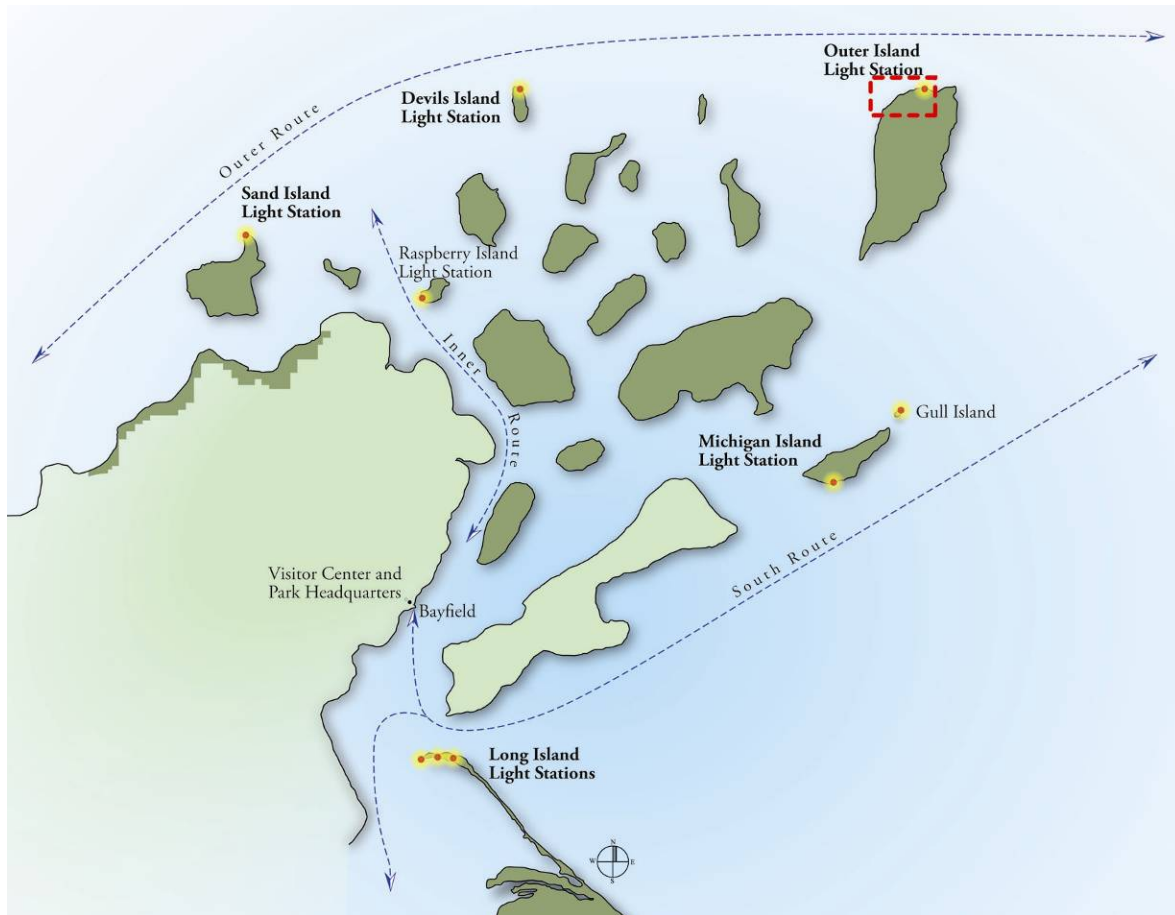 Outer Island
Light Station
Devils Island
Light Station
Outer Route
Sand Island
Light Station
Raspberry Island
Light Station
Inner
Route
Gull Island
Michigan Island
Light Station
South Route
Visitor Center and
Park Headquarters
Bayfield
Long Island
Light Stations
N
W E
S